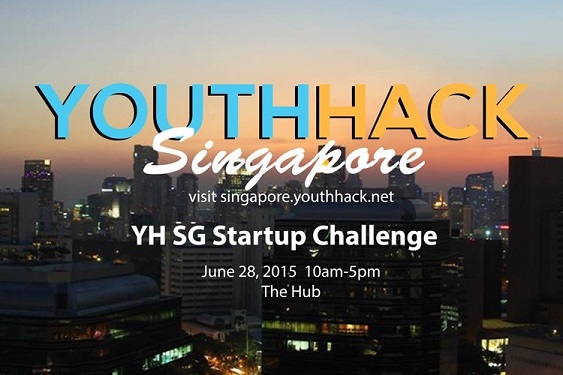 YOUTHHACK
Singapore
visit singapore.youthhack.net
YH SG Startup Challenge
June 28, 2015 10am-5pm
The Hub